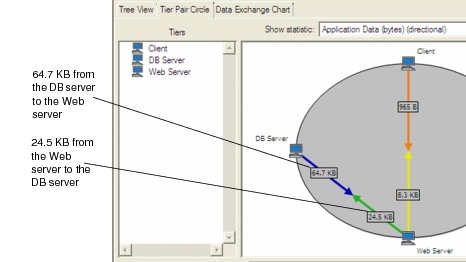 Tree View Tier Pair Circle Data Exchange Chart
Tiers
Show statistic: Application Data (bytes) (directional)
Client
DB Server
Web Server
64.7 KB from
the DB server
to the Web
server
24.5 KB from
the Web
server to the
DB server
Client
965 B
DB Server
64.7 KB
8.3 KB
24.5 KB
Web Server